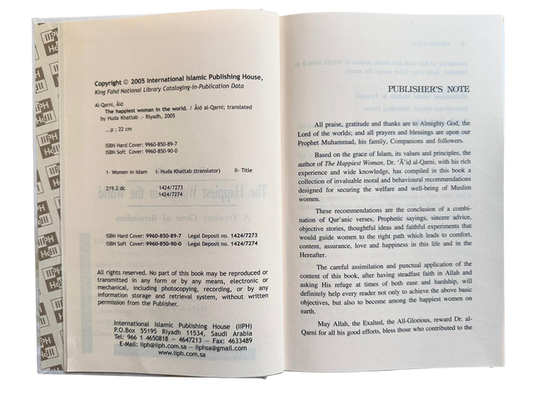 Copyright © 2005 International Islamic Publishing House,
King Fahd National Library Cataloging-in-Publication Data
Al-Qarni, Âid
The happiest woman in the world. / Âid al-Qarni; translated
by Huda Khattab .- Riyadh, 2005
...p ; 22 cm
ISBN Hard Cover: 9960-850-89-7
ISBN Soft Cover: 9960-850-90-0
1- Women in Islam 1- Huda Khattab (translator) II- Title
219.2 dc 1424/7273
1424/7274
ISBN Hard Cover: 9960-850-89-7 Legal Deposit no. 1424/7273
ISBN Soft Cover: 9960-850-90-0 Legal Deposit no. 1424/7274
All rights reserved. No part of this book may be reproduced or
transmitted in any form or by any means, electronic or
mechanical, including photocopying, recording, or by any
information storage and retrieval system, without written
permission from the Publisher.
International Islamic Publishing House (IIPH)
P.O.Box 55195 Riyadh 11534, Saudi Arabia
Tel: 966 1 4650818 - 4647213 - Fax: 4633489
E-Mail: iiph@iiph.com.sa - iiphsa@gmail.com
www.iiph.com.sa
PUBLISHER'S NOTE
All praise, gratitude and thanks are to Almighty God, the
Lord of the worlds; and all prayers and blessings are upon our
Prophet Muhammad, his family, Companions and followers.
Based on the grace of Islam, its values and principles, the
author of The Happiest Woman, Dr. ‘Â’id al-Qarni, with his rich
experience and wide knowledge, has compiled in this book a
collection of invaluable moral and behavioural recommendations
designed for securing the welfare and well-being of Muslim
women.
These recommendations are the conclusion of a combi-
nation of Qur'anic verses, Prophetic sayings, sincere advice,
objective stories, thoughtful ideas and faithful experiments that
would guide women to the right path which leads to comfort,
content, assurance, love and happiness in this life and in the
Hereafter.
The careful assimilation and punctual application of the
content of this book, after having steadfast faith in Allah and
asking His refuge at times of both ease and hardship, will
definitely help every reader not only to achieve the above basic
objectives, but also to become among the happiest women on
earth.
May Allah, the Exalted, the All-Glorious, reward Dr. al-
Qarni for all his good efforts, bless those who contributed to the